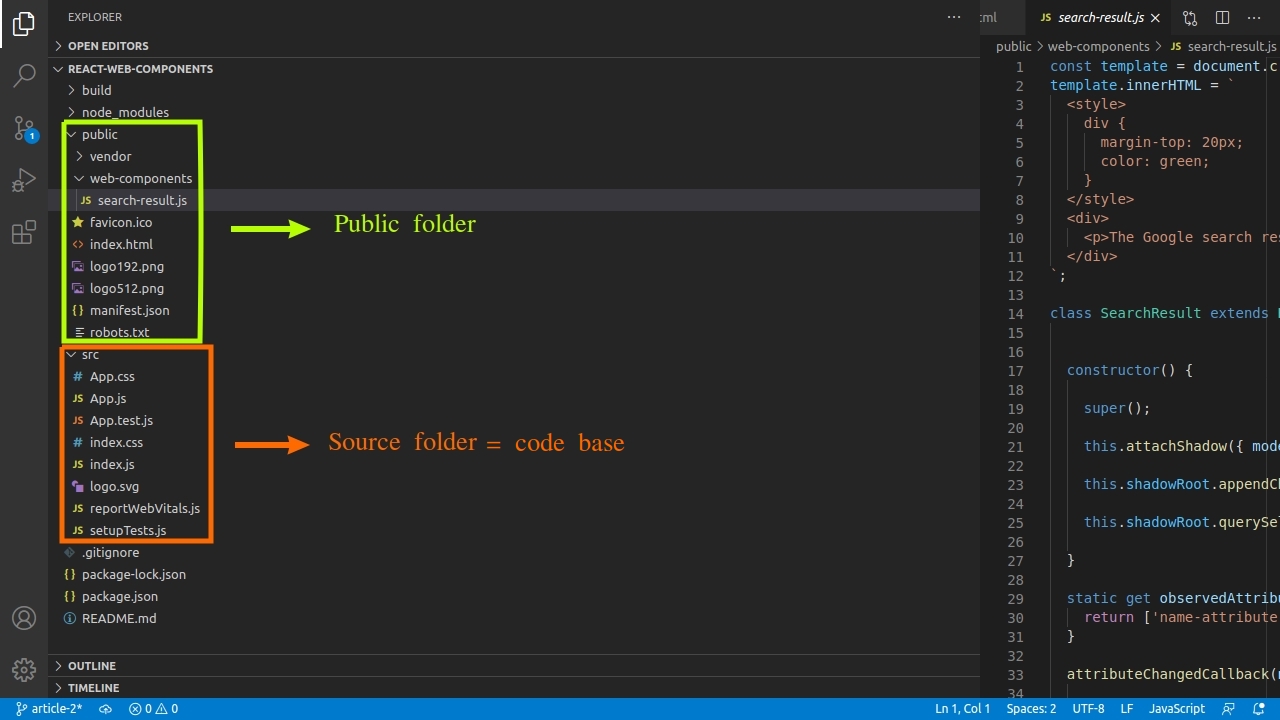 EXPLORER
OPEN EDITORS
REACT-WEB-COMPONENTS
build
node_modules
public
vendor
web-components
JS search-result.js
favicon.ico
<> index.html
logo192.png
logo512.png
{} manifest.json
robots.txt
src
# App.css
JS App.js
JS App.test.js
# index.css
JS index.js
logo.svg
JS reportWebVitals.js
JS setupTests.js
.gitignore
{} package-lock.json
{} package.json
README.md
OUTLINE
TIMELINE
Public folder
Source folder = code base
JS search-result.js
public > web-components > JS search-result.js
1 const template = document.c
2 template.innerHTML = `
3 <style>
4 div {
5 margin-top: 20px;
6 color: green;
7 }
8 </style>
9 <div>
10 <p>The Google search res
11 </div>
12 `;
13
14 class SearchResult extends
15
16
17 constructor() {
18
19 super();
20
21 this.attachShadow({ mode
22
23 this.shadowRoot.appendCh
24
25 this.shadowRoot.querySel
26
27 }
28
29 static get observedAttribu
30 return ['name-attribute
31 }
32
33 attributeChangedCallback(n
34
1
article-2*
0 0
Ln 1, Col 1
Spaces: 2
UTF-8
LF
JavaScript